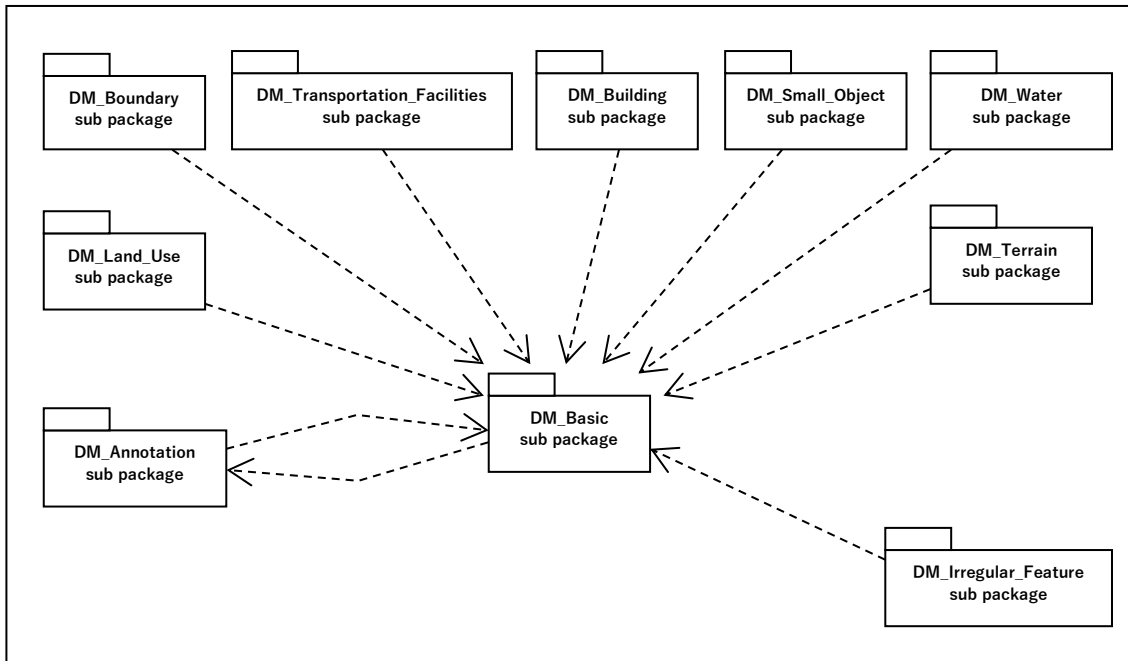 DM_Boundary
sub package
DM_Transportation_Facilities
sub package
DM_Building
sub package
DM_Small_Object
sub package
DM_Water
sub package
DM_Land_Use
sub package
DM_Terrain
sub package
DM_Basic
sub package
DM_Annotation
sub package
DM_Irregular_Feature
sub package